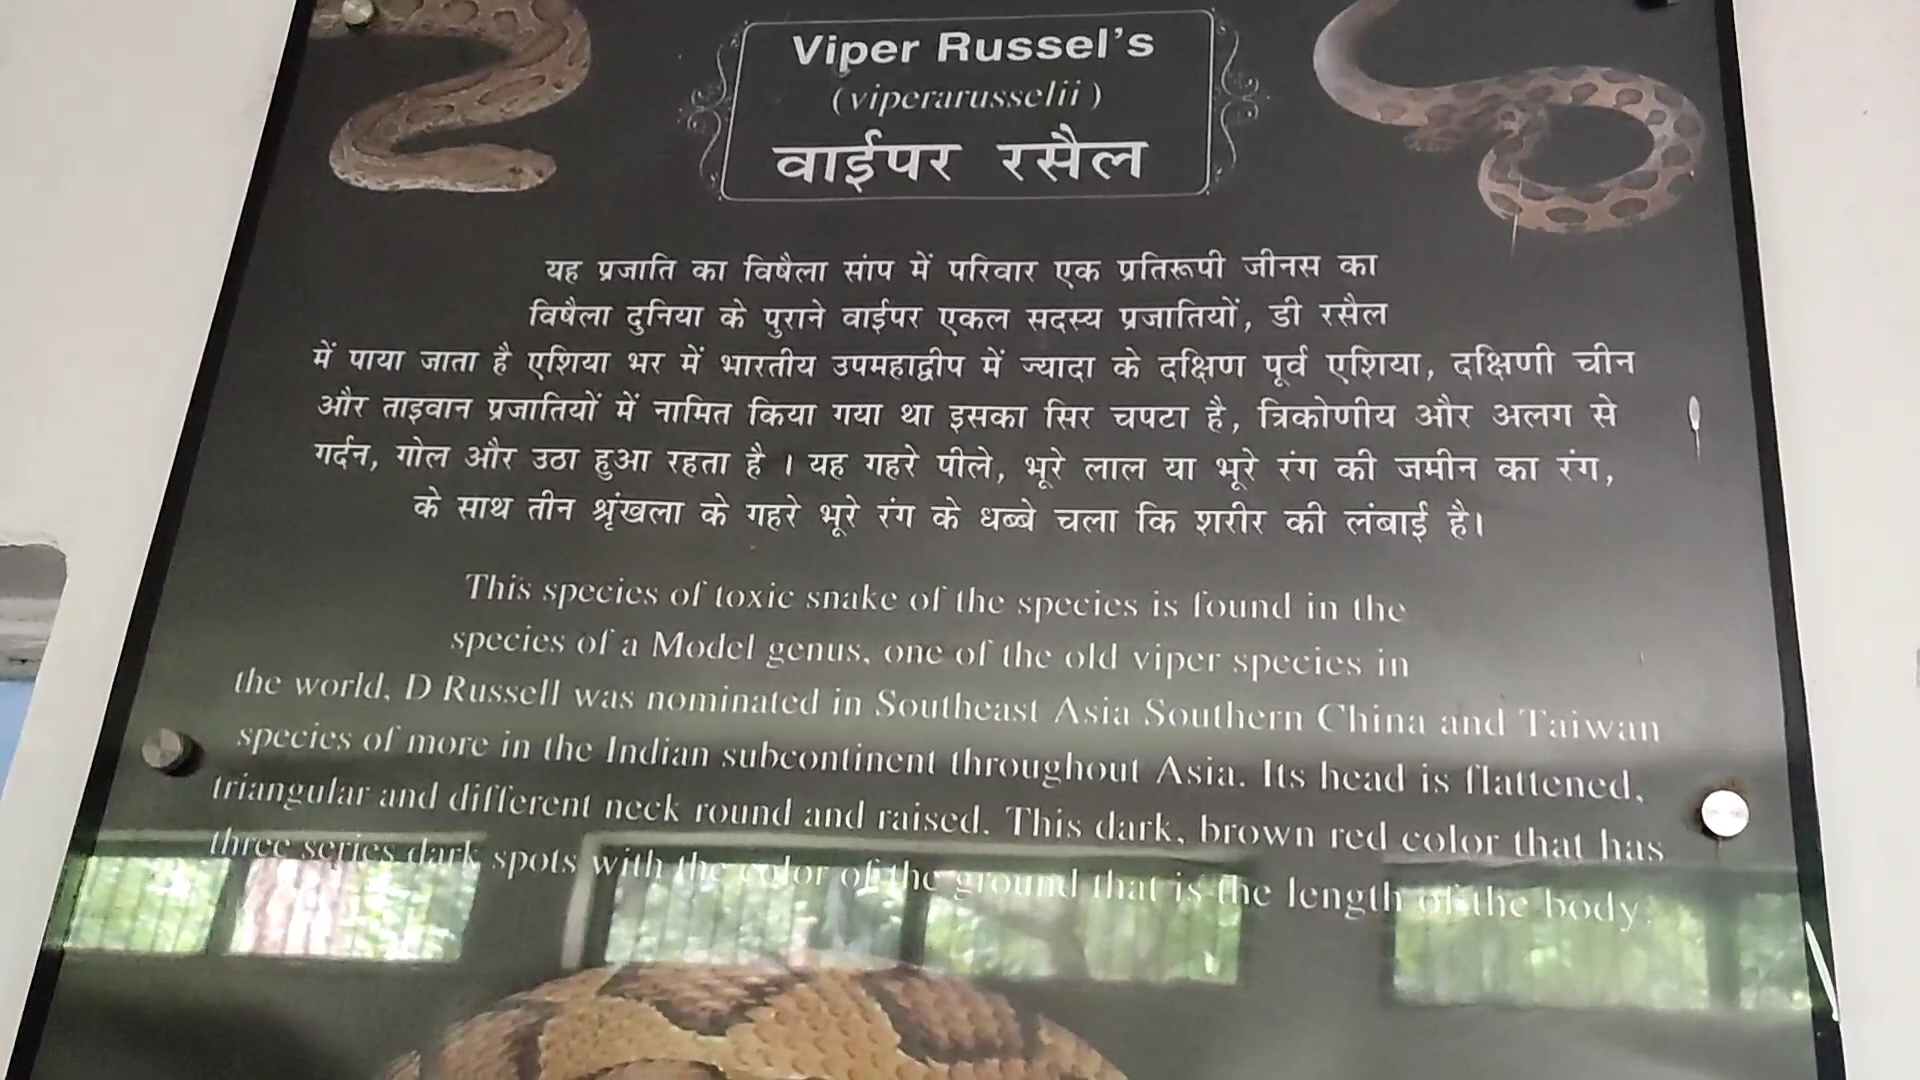 Viper Russel's
(viperarusselii)
वाईपर रसैल
यह प्रजाति का विषैला सांप में परिवार एक प्रतिरूपी जीनस का
विषैला दुनिया के पुराने वाईपर एकल सदस्य प्रजातियों, डी रसैल
में पाया जाता है एशिया भर में भारतीय उपमहाद्वीप में ज्यादा के दक्षिण पूर्व एशिया, दक्षिणी चीन
और ताइवान प्रजातियों में नामित किया गया था इसका सिर चपटा है, त्रिकोणीय और अलग से
गर्दन, गोल और उठा हुआ रहता है । यह गहरे पीले, भूरे लाल या भूरे रंग की जमीन का रंग,
के साथ तीन श्रृंखला के गहरे भूरे रंग के धब्बे चला कि शरीर की लंबाई है।
This species of toxic snake of the species is found in the
species of a Model genus, one of the old viper species in
the world, D Russell was nominated in Southeast Asia Southern China and Taiwan
species of more in the Indian subcontinent throughout Asia. Its head is flattened,
triangular and different neck round and raised. This dark, brown red color that has
three series dark spots with the color of the ground that is the length of the body.